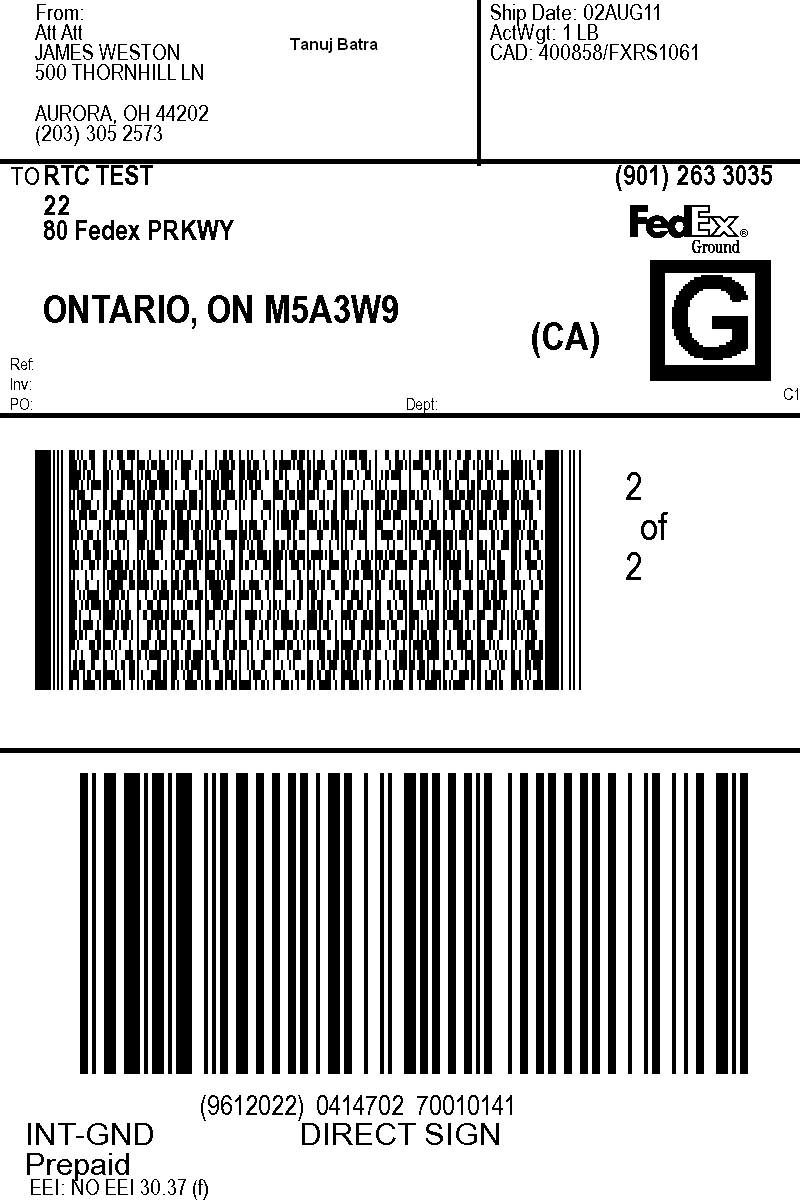 From:
Att Att
JAMES WESTON
500 THORNHILL LN
AURORA, OH 44202
(203) 305 2573
Tanuj Batra
Ship Date: 02AUG11
ActWgt: 1 LB
CAD: 400858/FXRS1061
TO RTC TEST
(901) 263 3035
22
80 Fedex PRKWY
FedEx®
Ground
ONTARIO, ON M5A3W9
(CA)
G
Ref:
Inv:
PO:
Dept:
C1
2
of
2
(9612022) 0414702 70010141
INT-GND
DIRECT SIGN
Prepaid
EEI: NO EEI 30.37 (f)